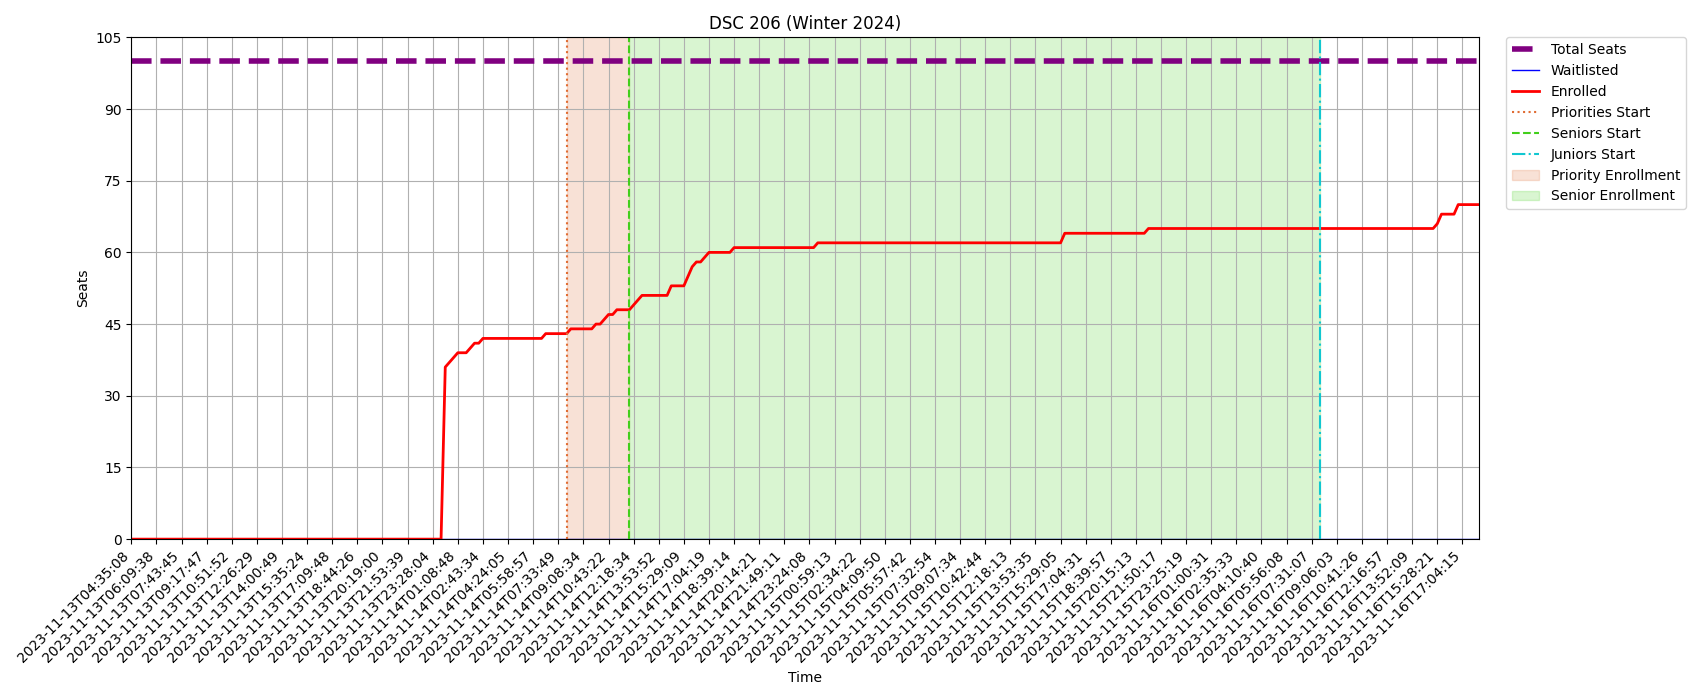 DSC 206 (Winter 2024)
105
90
75
60
45
30
15
0
Seats
2023-11-13T04:35:08
2023-11-13T06:09:38
2023-11-13T07:43:45
2023-11-13T09:17:47
2023-11-13T10:51:52
2023-11-13T12:26:29
2023-11-13T14:00:49
2023-11-13T15:35:24
2023-11-13T17:09:48
2023-11-13T18:44:26
2023-11-13T20:19:00
2023-11-13T21:53:39
2023-11-13T23:28:04
2023-11-14T01:08:48
2023-11-14T02:43:34
2023-11-14T04:24:05
2023-11-14T05:58:57
2023-11-14T07:33:49
2023-11-14T09:08:34
2023-11-14T10:43:22
2023-11-14T12:18:34
2023-11-14T13:53:52
2023-11-14T15:29:09
2023-11-14T17:04:19
2023-11-14T18:39:14
2023-11-14T20:14:21
2023-11-14T21:49:11
2023-11-14T23:24:08
2023-11-15T00:59:13
2023-11-15T02:34:22
2023-11-15T04:09:50
2023-11-15T05:57:42
2023-11-15T07:32:54
2023-11-15T09:07:34
2023-11-15T10:42:44
2023-11-15T12:18:13
2023-11-15T13:53:35
2023-11-15T15:29:05
2023-11-15T17:04:31
2023-11-15T18:39:57
2023-11-15T20:15:13
2023-11-15T21:50:17
2023-11-15T23:25:19
2023-11-16T01:00:31
2023-11-16T02:35:33
2023-11-16T04:10:40
2023-11-16T05:56:08
2023-11-16T07:31:07
2023-11-16T09:06:03
2023-11-16T10:41:26
2023-11-16T12:16:57
2023-11-16T13:52:09
2023-11-16T15:28:21
2023-11-16T17:04:15
Time
Total Seats
Waitlisted
Enrolled
Priorities Start
Seniors Start
Juniors Start
Priority Enrollment
Senior Enrollment